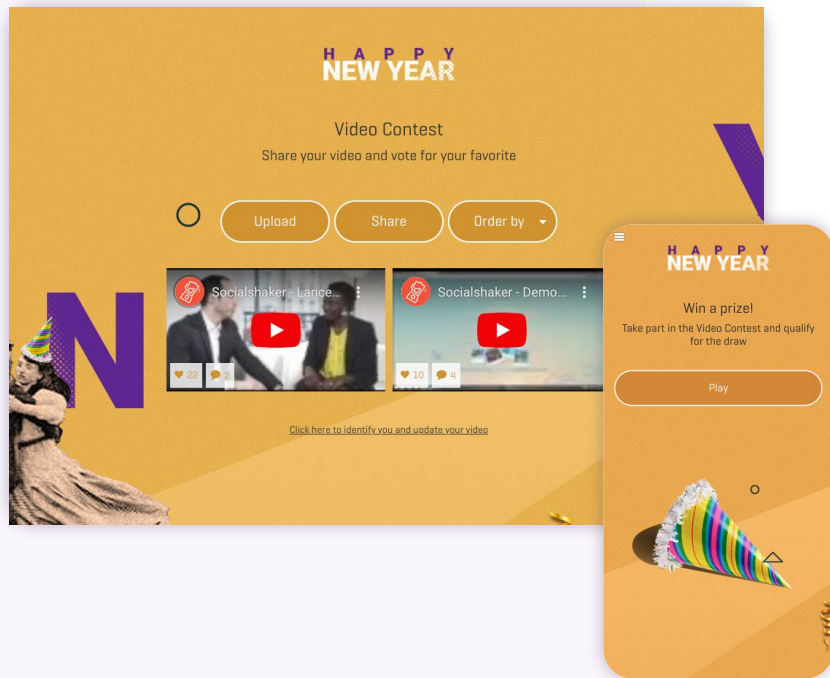 HAPPY
NEW YEAR
Video Contest
Share your video and vote for your favorite
Upload
Share
Order by
N
Socialshaker - Lance...
22
2
Socialshaker - Demo...
10
4
Click here to identify you and update your video
HAPPY
NEW YEAR
Win a prize!
Take part in the Video Contest and qualify
for the draw
Play